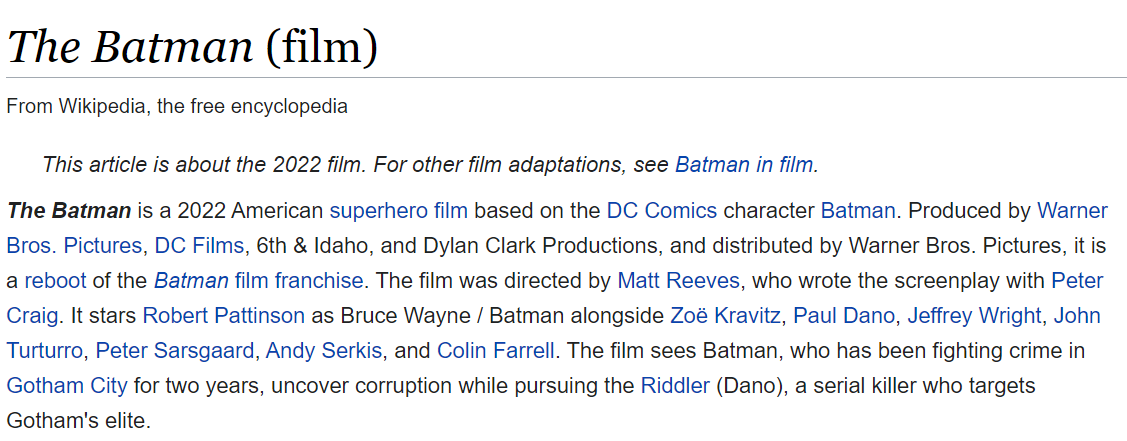 The Batman (film)
From Wikipedia, the free encyclopedia
This article is about the 2022 film. For other film adaptations, see Batman in film.
The Batman is a 2022 American superhero film based on the DC Comics character Batman. Produced by Warner
Bros. Pictures, DC Films, 6th & Idaho, and Dylan Clark Productions, and distributed by Warner Bros. Pictures, it is
a reboot of the Batman film franchise. The film was directed by Matt Reeves, who wrote the screenplay with Peter
Craig. It stars Robert Pattinson as Bruce Wayne / Batman alongside Zoë Kravitz, Paul Dano, Jeffrey Wright, John
Turturro, Peter Sarsgaard, Andy Serkis, and Colin Farrell. The film sees Batman, who has been fighting crime in
Gotham City for two years, uncover corruption while pursuing the Riddler (Dano), a serial killer who targets
Gotham's elite.